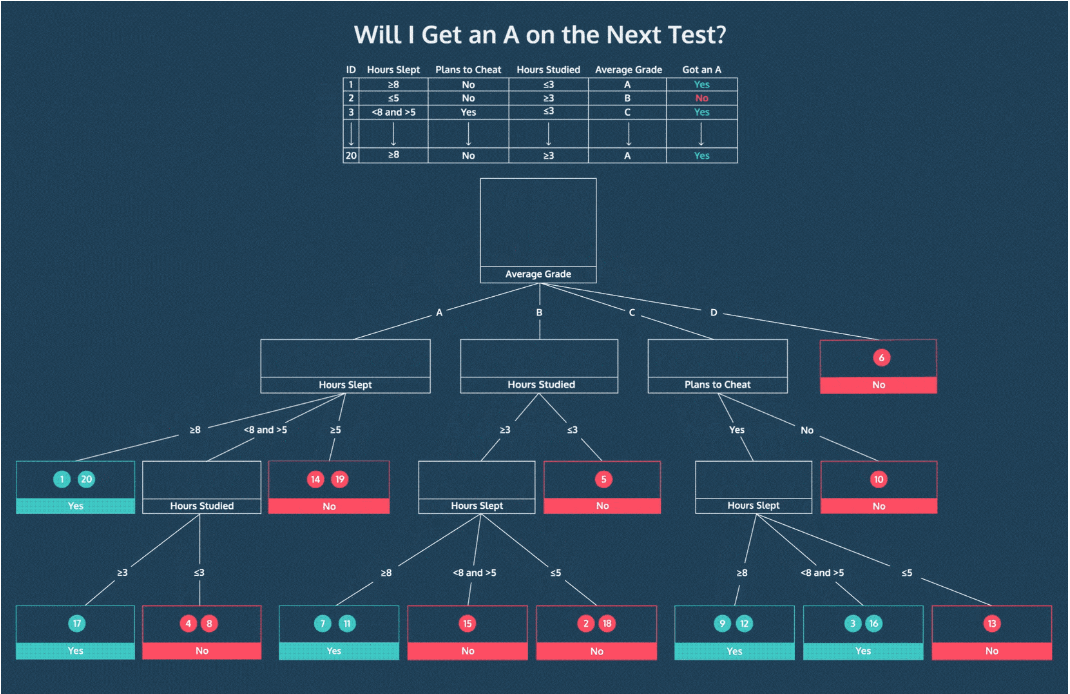 Will I Get an A on the Next Test?
ID Hours Slept Plans to Cheat Hours Studied Average Grade Got an A
1 ≥8 No ≤3 A Yes
2 ≤5 No ≥3 B No
3 <8 and >5 Yes ≤3 C Yes
20 ≥8 No ≥3 A Yes
Average Grade
A B C D
6
Hours Slept Hours Studied Plans to Cheat No
≥8 <8 and >5 ≥5 ≥3 ≤3 Yes No
1 20 14 19 5 10
Yes Hours Studied No Hours Slept No Hours Slept No
≥3 ≤3 ≥8 <8 and >5 ≤5 ≥8 <8 and >5 ≤5
17 4 8 7 11 15 2 18 9 12 3 16 13
Yes No Yes No No Yes Yes No